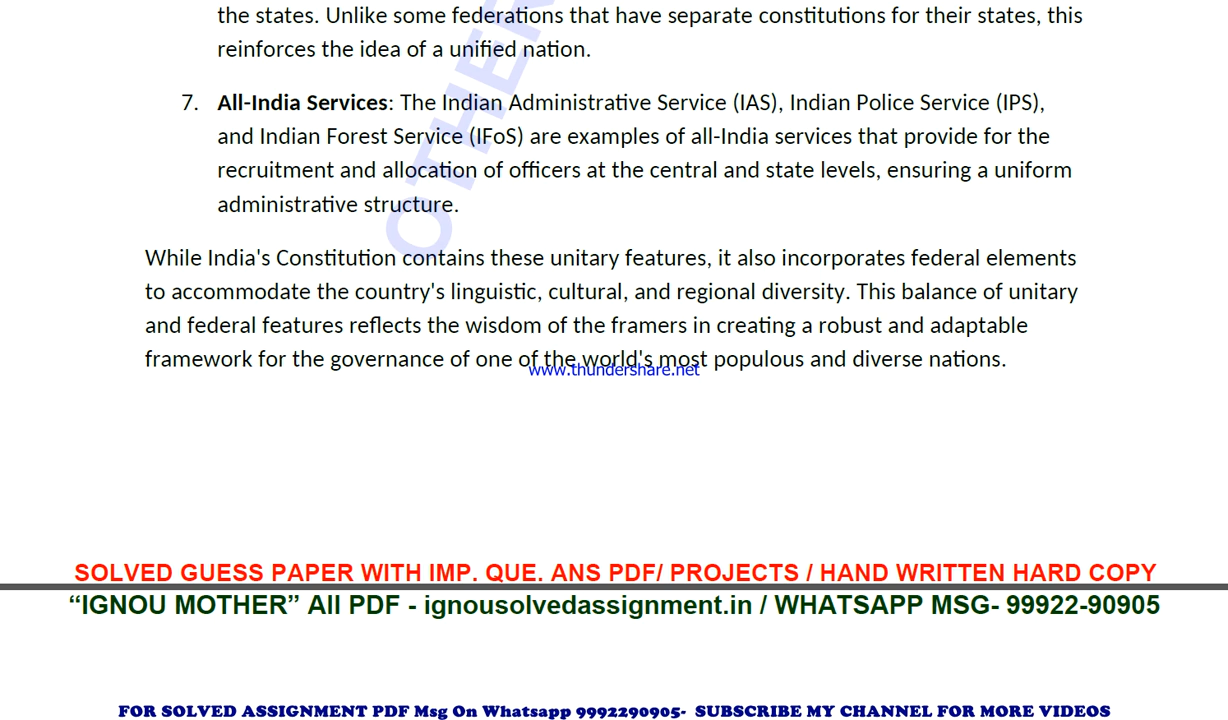 the states. Unlike some federations that have separate constitutions for their states, this
reinforces the idea of a unified nation.
7. All-India Services: The Indian Administrative Service (IAS), Indian Police Service (IPS),
and Indian Forest Service (IFoS) are examples of all-India services that provide for the
recruitment and allocation of officers at the central and state levels, ensuring a uniform
administrative structure.
While India's Constitution contains these unitary features, it also incorporates federal elements
to accommodate the country's linguistic, cultural, and regional diversity. This balance of unitary
and federal features reflects the wisdom of the framers in creating a robust and adaptable
framework for the governance of one of the world's most populous and diverse nations.
www.thundershare.net
OTHER
SOLVED GUESS PAPER WITH IMP. QUE. ANS PDF/ PROJECTS / HAND WRITTEN HARD COPY
“IGNOU MOTHER” All PDF - ignousolvedassignment.in / WHATSAPP MSG- 99922-90905
FOR SOLVED ASSIGNMENT PDF Msg On Whatsapp 9992290905- SUBSCRIBE MY CHANNEL FOR MORE VIDEOS